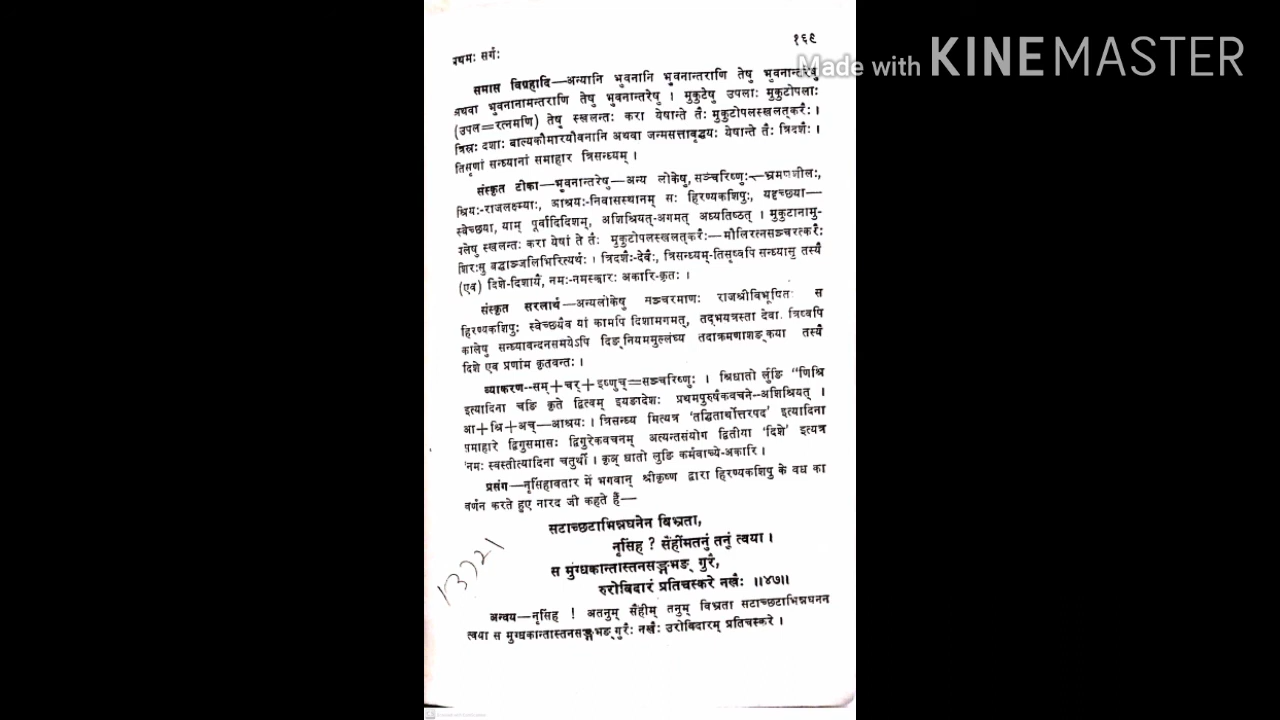 १६९
Made with KINEMASTER
प्रथमः सर्गः
समास विग्रहादि—अन्यानि भुवनानि भुवनान्तराणि तेषु भुवनान्तरेषु
अथवा भुवनानामन्तराणि तेषु भुवनान्तरेषु । मुकुटेषु उपलाः मुकुटोपलाः
(उपल=रत्नमणि) तेषु स्खलन्तः करा येषान्ते तैः मुकुटोपलस्खलत्करैः ।
त्रिस्रः दशाः बाल्यकौमारयौवनानि अथवा जन्मसत्तावृद्धयः येषान्ते तैः त्रिदशैः ।
तिसृणां सन्ध्यानां समाहार त्रिसन्ध्यम् ।
संस्कृत टीका—भुवनान्तरेषु—अन्य लोकेषु, सञ्चरिष्णुः—भ्रमणशीलः,
श्रियः-राजलक्ष्म्याः, आश्रयः-निवासस्थानम् सः हिरण्यकशिपुः, यदृच्छया—
स्वेच्छया, याम् पूर्वादिदिशम्, अशिश्रियत्-अगमत् अध्यतिष्ठत् । मुकुटानामु-
पलेषु स्खलन्तः करा येषां ते तैः मुकुटोपलस्खलत्करैः—मौलिरत्नसञ्चरत्करैः
शिरःसु बद्धाञ्जलिभिरित्यर्थः । त्रिदशैः-देवैः, त्रिसन्ध्यम्-तिसृष्वपि सन्ध्यासु तस्यै
(एव) दिशे-दिशायै, नमः-नमस्कारः अकारि-कृतः ।
संस्कृत सरलार्थ—अन्यलोकेषु सञ्चरमाणः राजश्रीविभूषितः स
हिरण्यकशिपुः स्वेच्छयैव यां कामपि दिशामगमत्, तद्भयत्रस्ता देवाः त्रिष्वपि
कालेषु सन्ध्यावन्दनसमयेऽपि दिङ्नियममुल्लंघ्य तदाक्रमणाशङ्कया तस्यै
दिशे एव प्रणांम कृतवन्तः ।
व्याकरण--सम्+चर्+इष्णुच्=सञ्चरिष्णुः । श्रिधातो र्लुङि "णिश्रि
इत्यादिना चङि कृते द्वित्वम् इयङादेशः प्रथमपुरुषैकवचने--अशिश्रियत् ।
आ+श्रि+अच्—आश्रयः । त्रिसन्ध्य मित्यत्र 'तद्धितार्थोत्तरपद' इत्यादिना
समाहारे द्विगुसमासः द्विगुरेकवचनम् अत्यन्तसंयोग द्वितीया 'दिशे' इत्यत्र
'नमः स्वस्तीत्यादिना चतुर्थी । कृञ् धातो लुङि कर्मवाच्ये-अकारि ।
प्रसंग—नृसिंहावतार में भगवान् श्रीकृष्ण द्वारा हिरण्यकशिपु के वध का
वर्णन करते हुए नारद जी कहते हैं—
सटाच्छटाभिन्नघनेन बिभ्रता,
नृसिंह ? सैंहीमतनुं तनूं त्वया ।
स मुग्धकान्तास्तनसङ्गभङ्गुरै,
रुरोविदारं प्रतिचस्करे नखैः ॥४७॥
13721
अन्वय—नृसिंह ! अतनुम् सैंहीम् तनुम् बिभ्रता सटाच्छटाभिन्नघनेन
त्वया स मुग्धकान्तास्तनसङ्गभङ्गुरैः नखैः उरोविदारम् प्रतिचस्करे ।